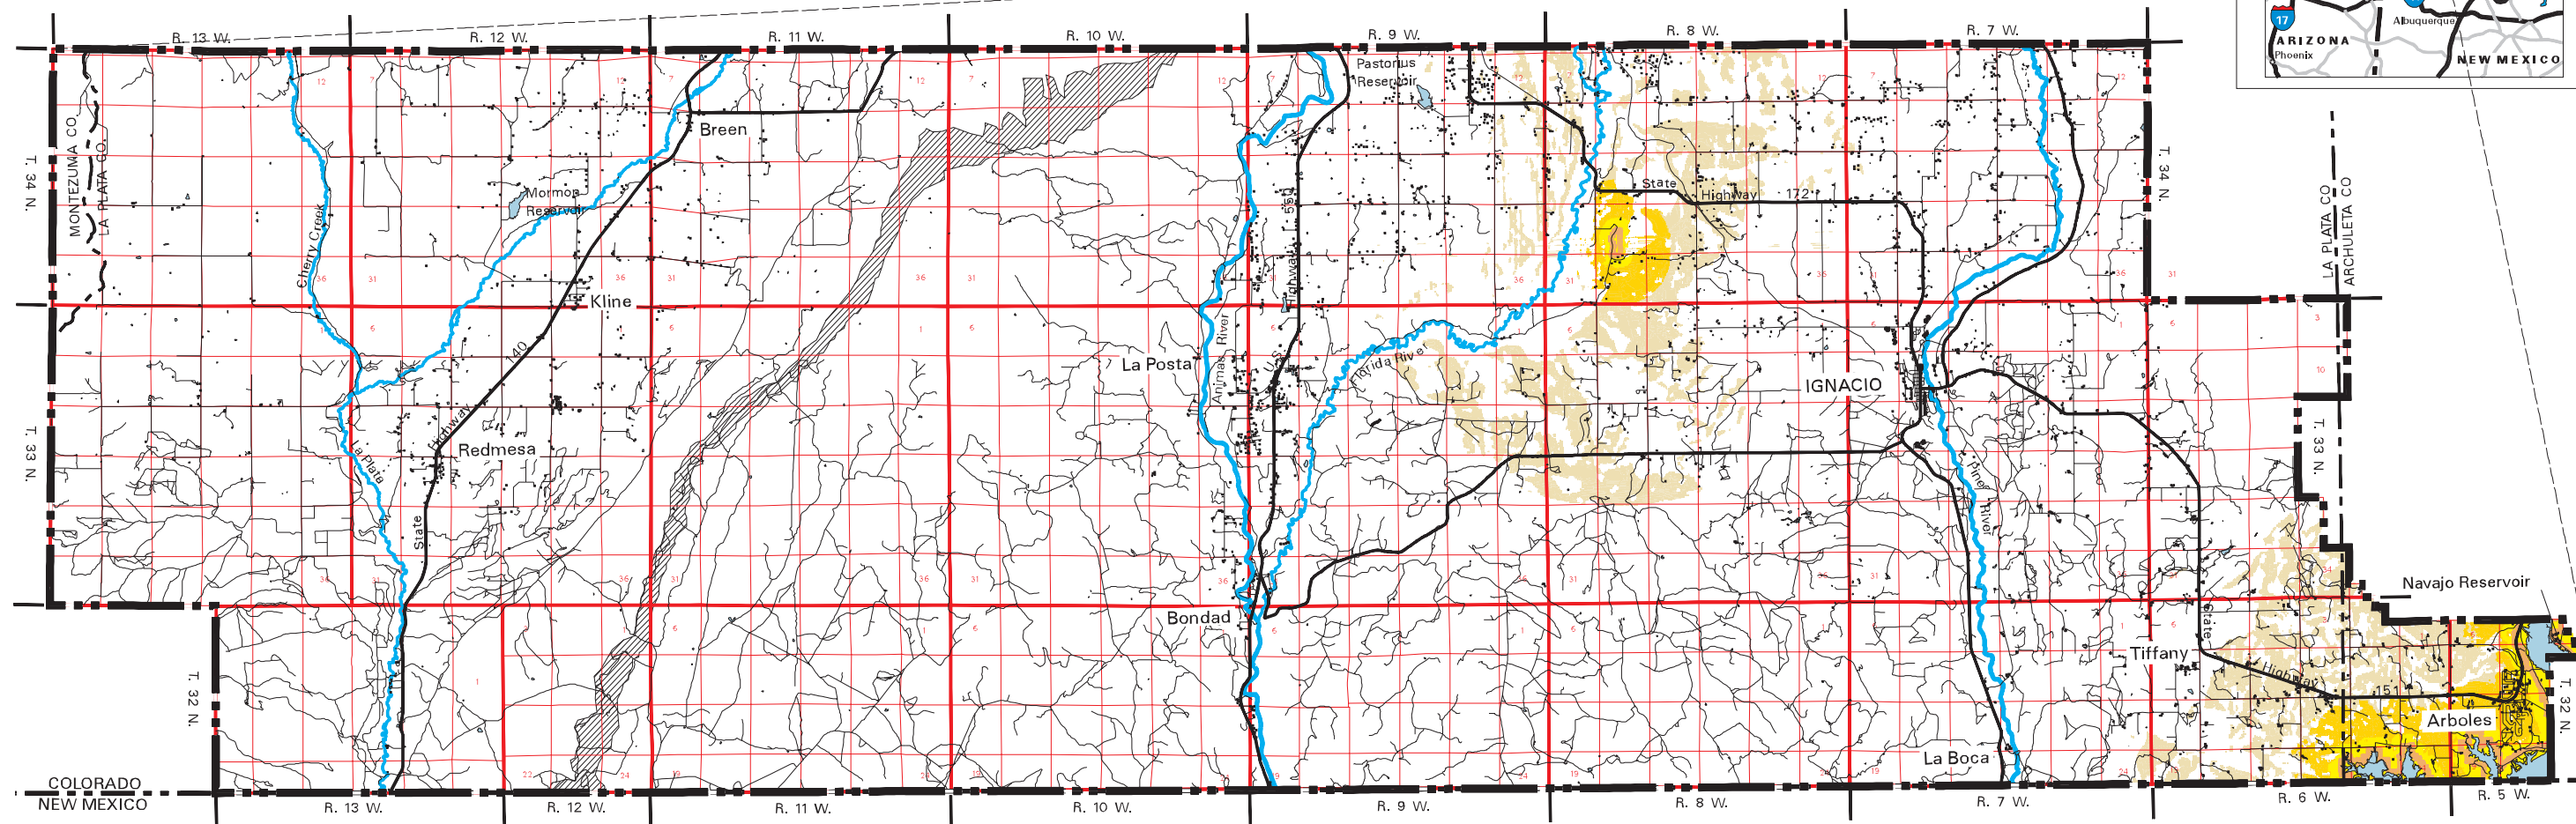 17
Albuquerque
ARIZONA
Phoenix
NEW MEXICO
R. 13 W.
R. 12 W.
R. 11 W.
R. 10 W.
R. 9 W.
R. 8 W.
R. 7 W.
T. 34 N.
MONTEZUMA CO
LA PLATA CO.
Cherry Creek
Breen
Mormon
Reservoir
Kline
Pastorius
Reservoir
Highway 550
U.S.
State Highway 172
T. 34 N.
LA PLATA CO
ARCHULETA CO
T. 33 N.
La Posta
Animas River
Florida River
IGNACIO
Highway 140
State
Redmesa
La Plata
Pine River
T. 33 N.
Navajo Reservoir
Bondad
T. 32 N.
Tiffany
State
Highway 151
Arboles
T. 32 N.
La Boca
COLORADO
NEW MEXICO
R. 13 W.
R. 12 W.
R. 11 W.
R. 10 W.
R. 9 W.
R. 8 W.
R. 7 W.
R. 6 W.
R. 5 W.